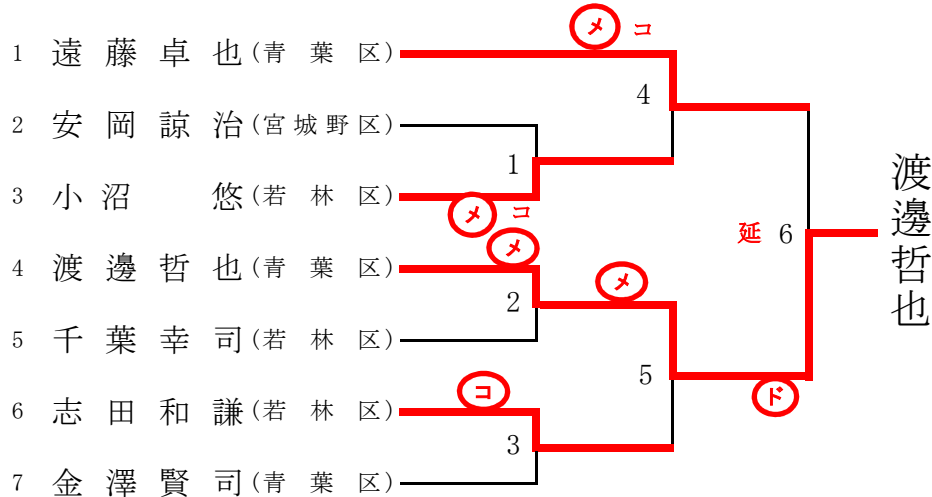 メ コ
1 遠藤卓也(青葉区)
4
2 安岡諒治(宮城野区)
1
3 小沼 悠(若林区)
メ コ
メ
4 渡邊哲也(青葉区)
2
メ
5 千葉幸司(若林区)
5
コ
6 志田和謙(若林区)
3
7 金澤賢司(青葉区)
延 6
ド
渡邊哲也